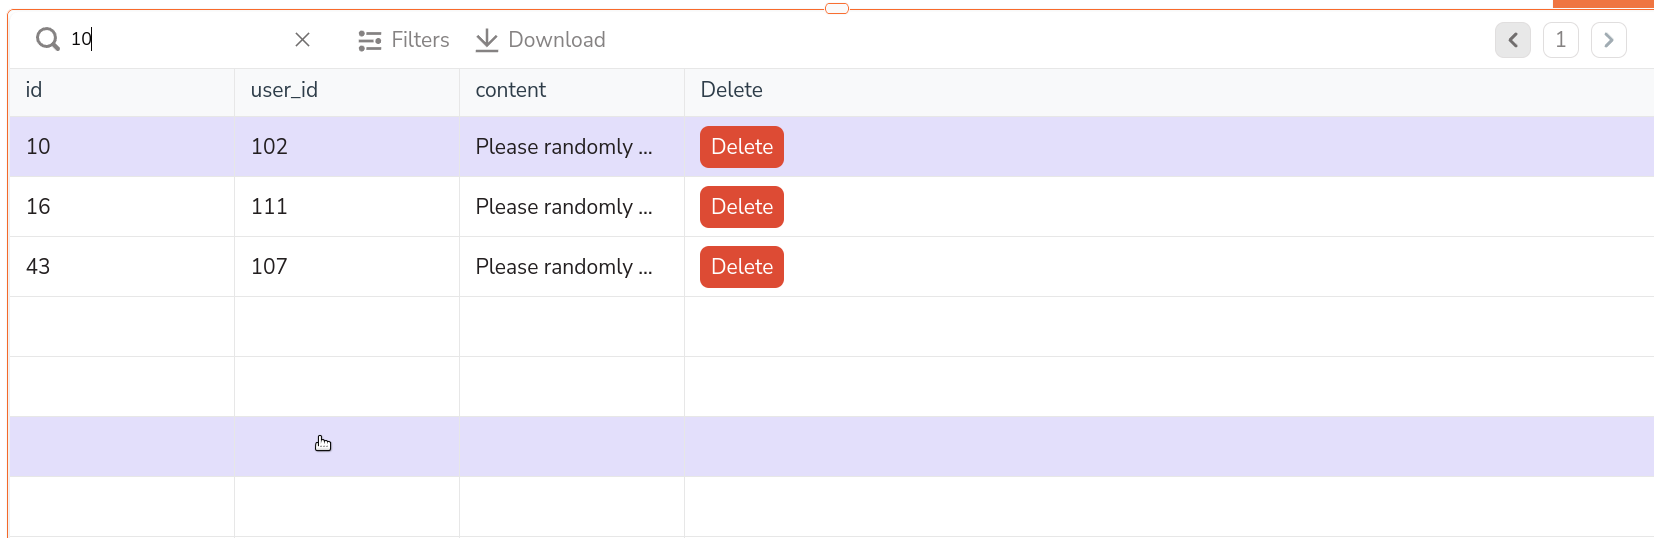 10 Filters Download 1
id user_id content Delete
10 102 Please randomly ... Delete
16 111 Please randomly ... Delete
43 107 Please randomly ... Delete